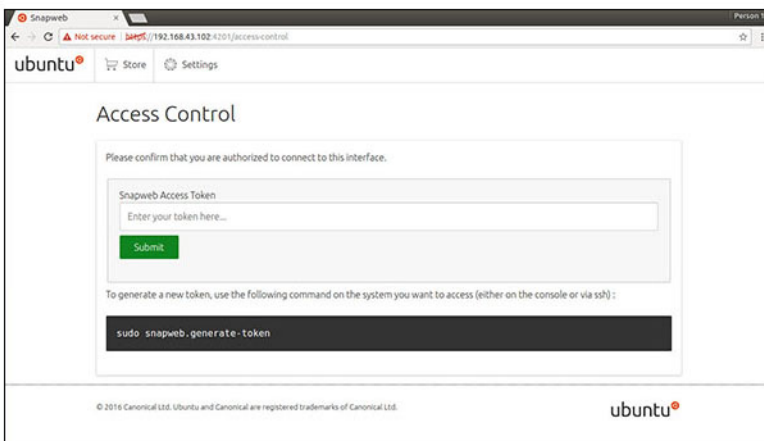 Snapweb
Person 1
Not secure https://192.168.43.102:4201/access-control
ubuntu Store Settings
Access Control
Please confirm that you are authorized to connect to this interface.
Snapweb Access Token
Enter your token here...
Submit
To generate a new token, use the following command on the system you want to access (either on the console or via ssh) :
sudo snapweb.generate-token
© 2016 Canonical Ltd. Ubuntu and Canonical are registered trademarks of Canonical Ltd.
ubuntu